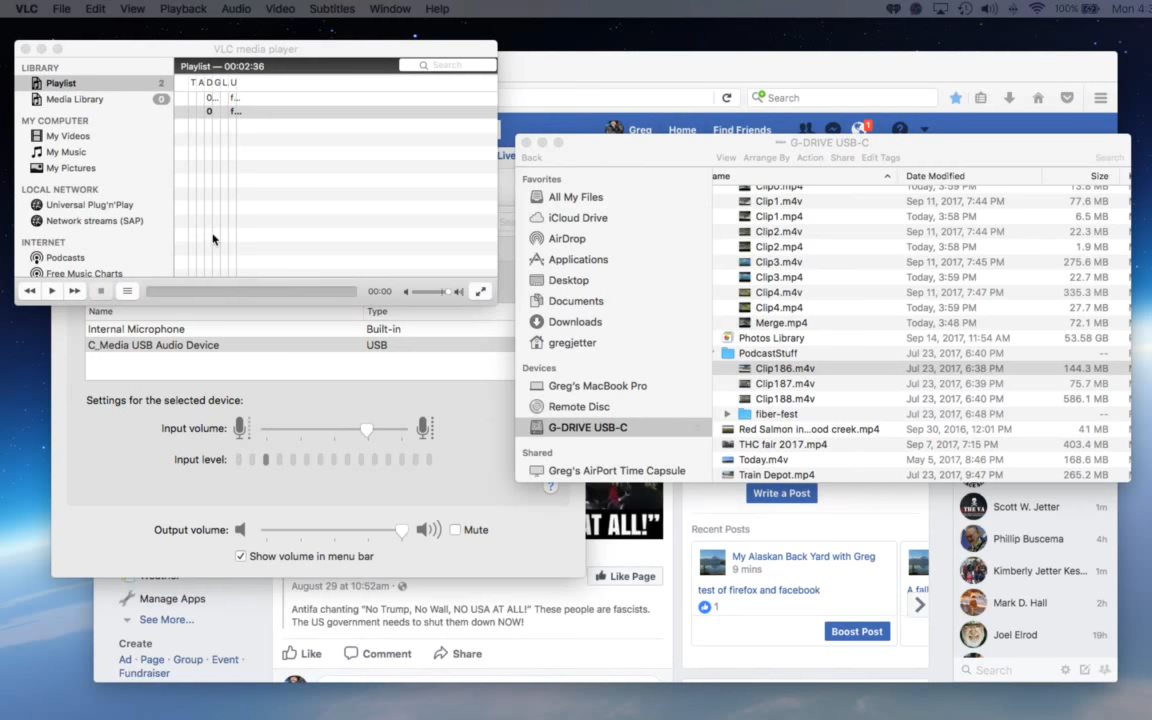 VLC File Edit View Playback Audio Video Subtitles Window Help
100% Mon 4:3
VLC media player
LIBRARY
Playlist 2
Media Library 0
MY COMPUTER
My Videos
My Music
My Pictures
LOCAL NETWORK
Universal Plug'n'Play
Network streams (SAP)
INTERNET
Podcasts
Free Music Charts
Playlist — 00:02:36
Search
T A D G L U
0... f...
0 f...
00:00
Name Type
Internal Microphone Built-in
C_Media USB Audio Device USB
Settings for the selected device:
Input volume:
Input level:
?
Output volume:
Mute
Show volume in menu bar
Search
Greg Home Find Friends
1
Live
G-DRIVE USB-C
Back View Arrange By Action Share Edit Tags Search
Favorites
All My Files
iCloud Drive
AirDrop
Applications
Desktop
Documents
Downloads
gregjetter
Devices
Greg's MacBook Pro
Remote Disc
G-DRIVE USB-C
Shared
Greg's AirPort Time Capsule
ame Date Modified Size
Clip0.mp4 Today, 3:59 PM 13.8 MB
Clip1.m4v Sep 11, 2017, 7:44 PM 77.6 MB
Clip1.mp4 Today, 3:58 PM 6.5 MB
Clip2.m4v Sep 11, 2017, 7:44 PM 22.3 MB
Clip2.mp4 Today, 3:58 PM 1.9 MB
Clip3.m4v Sep 11, 2017, 7:45 PM 275.6 MB
Clip3.mp4 Today, 3:59 PM 22.7 MB
Clip4.m4v Sep 11, 2017, 7:47 PM 335.3 MB
Clip4.mp4 Today, 3:59 PM 27.7 MB
Merge.mp4 Today, 3:48 PM 72.1 MB
Photos Library Sep 14, 2017, 11:54 AM 53.58 GB
PodcastStuff Jul 23, 2017, 6:40 PM --
Clip186.m4v Jul 23, 2017, 6:38 PM 144.3 MB
Clip187.m4v Jul 23, 2017, 6:39 PM 75.7 MB
Clip188.m4v Jul 23, 2017, 6:40 PM 586.1 MB
fiber-fest Jul 23, 2017, 6:48 PM --
Red Salmon in...ood creek.mp4 Sep 30, 2016, 12:01 PM 41 MB
THC fair 2017.mp4 Sep 7, 2017, 7:15 PM 403.4 MB
Today.m4v May 5, 2017, 8:46 PM 168.6 MB
Train Depot.mp4 Jul 23, 2017, 9:47 PM 265.2 MB
Manage Apps
See More...
Create
Ad · Page · Group · Event ·
Fundraiser
AT ALL!”
Like Page
August 29 at 10:52am ·
Antifa chanting “No Trump, No Wall, NO USA AT ALL!” These people are fascists.
The US government needs to shut them down NOW!
Like Comment Share
Write a Post
Recent Posts
My Alaskan Back Yard with Greg
9 mins
test of firefox and facebook
1
Boost Post
A fall
Scott W. Jetter 1m
Phillip Buscema 4h
Kimberly Jetter Kes... 1m
Mark D. Hall 2h
Joel Elrod 19h
Search